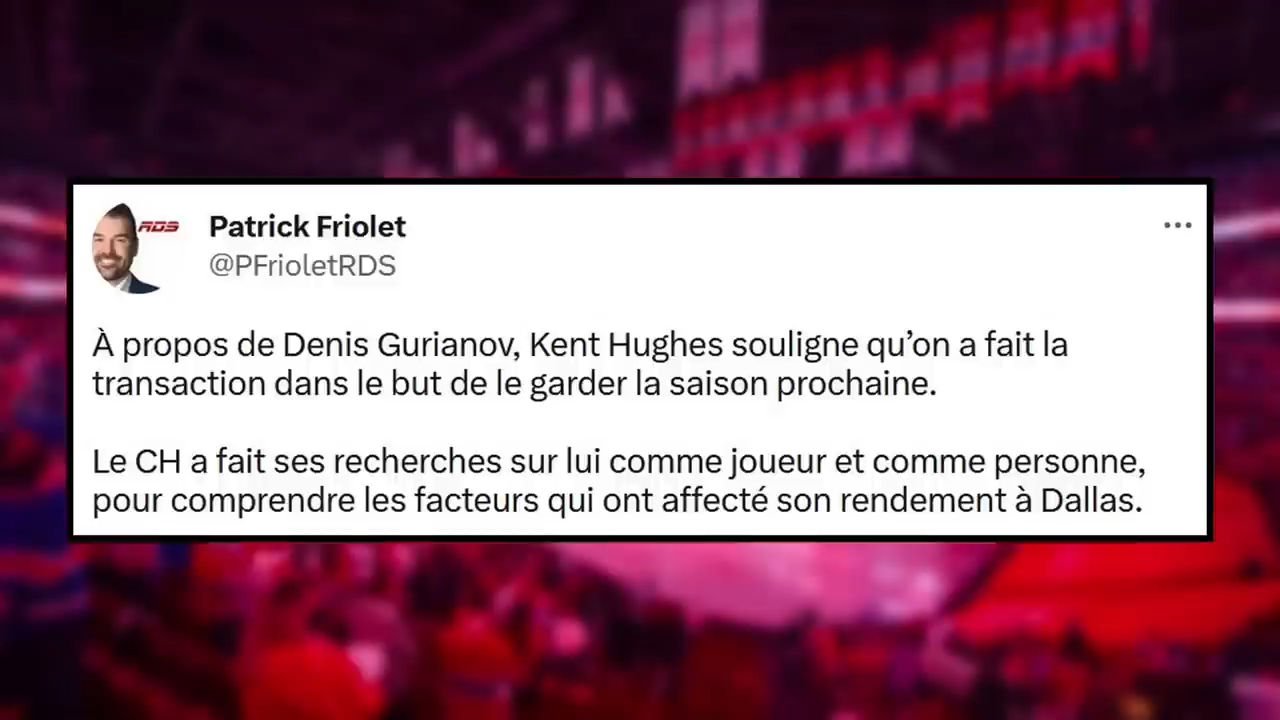 RDS
Patrick Friolet
@PFrioletRDS
À propos de Denis Gurianov, Kent Hughes souligne qu’on a fait la
transaction dans le but de le garder la saison prochaine.
Le CH a fait ses recherches sur lui comme joueur et comme personne,
pour comprendre les facteurs qui ont affecté son rendement à Dallas.